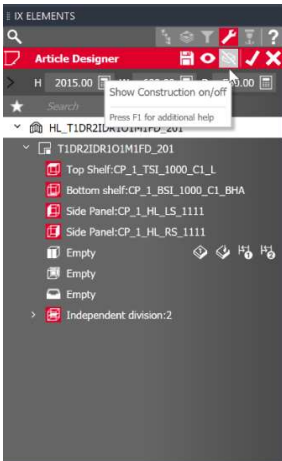 IX ELEMENTS
?
Article Designer
H 2015.00
Show Construction on/off
Press F1 for additional help
Search
HL_T1DR2IDR1O1M1FD_201
T1DR2IDR1O1M1FD_201
Top Shelf:CP_1_TSI_1000_C1_L
Bottom shelf:CP_1_BSI_1000_C1_BHA
Side Panel:CP_1_HL_LS_1111
Side Panel:CP_1_HL_RS_1111
Empty
Empty
Empty
Independent division:2